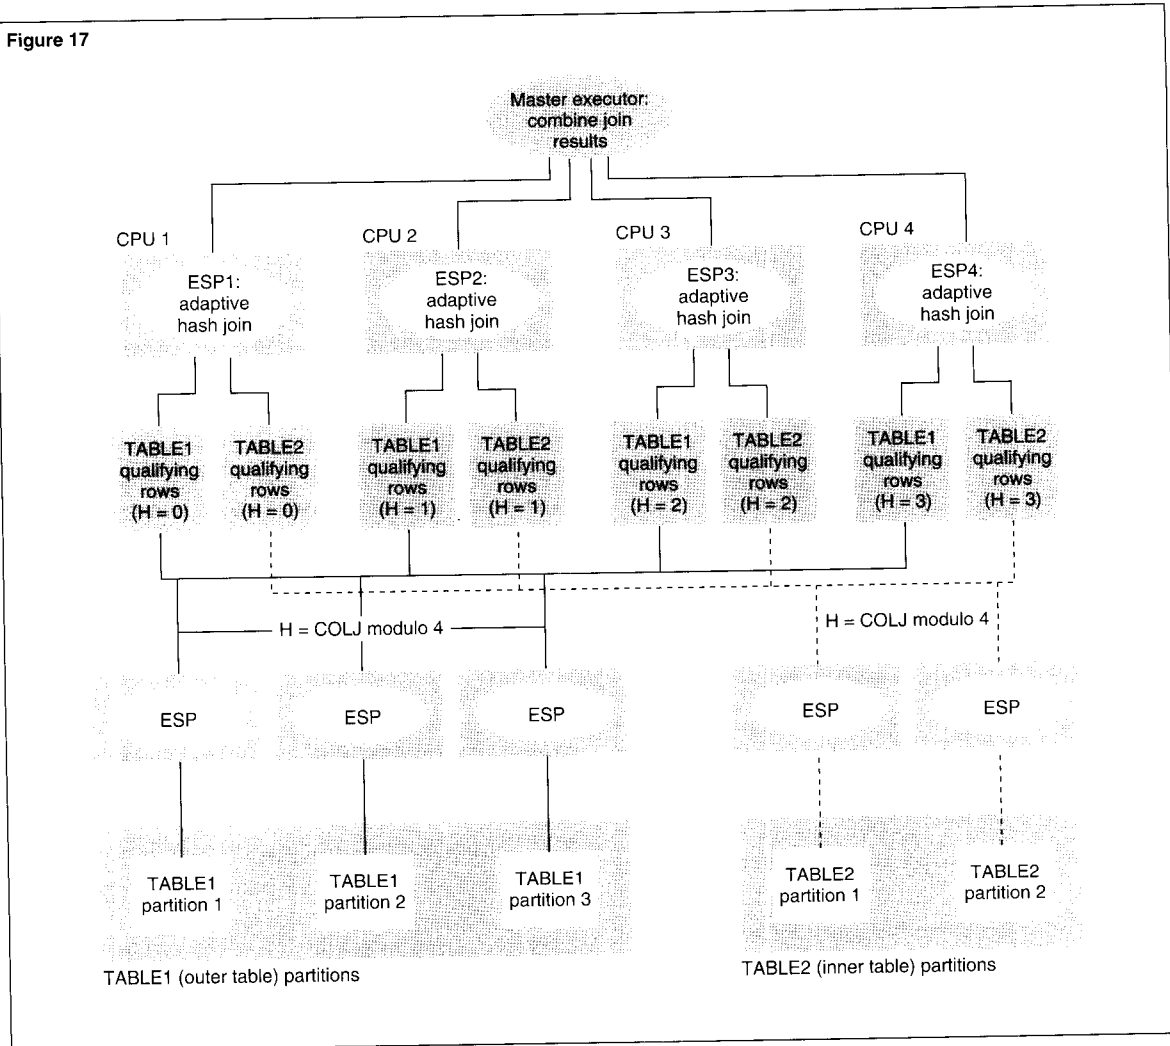 Figure 17
Master executor:
combine join
results
CPU 1
CPU 2
CPU 3
CPU 4
ESP1:
adaptive
hash join
ESP2:
adaptive
hash join
ESP3:
adaptive
hash join
ESP4:
adaptive
hash join
TABLE1
qualifying
rows
(H = 0)
TABLE2
qualifying
rows
(H = 0)
TABLE1
qualifying
rows
(H = 1)
TABLE2
qualifying
rows
(H = 1)
TABLE1
qualifying
rows
(H = 2)
TABLE2
qualifying
rows
(H = 2)
TABLE1
qualifying
rows
(H = 3)
TABLE2
qualifying
rows
(H = 3)
H = COLJ modulo 4
H = COLJ modulo 4
ESP
ESP
ESP
ESP
ESP
TABLE1
partition 1
TABLE1
partition 2
TABLE1
partition 3
TABLE2
partition 1
TABLE2
partition 2
TABLE1 (outer table) partitions
TABLE2 (inner table) partitions